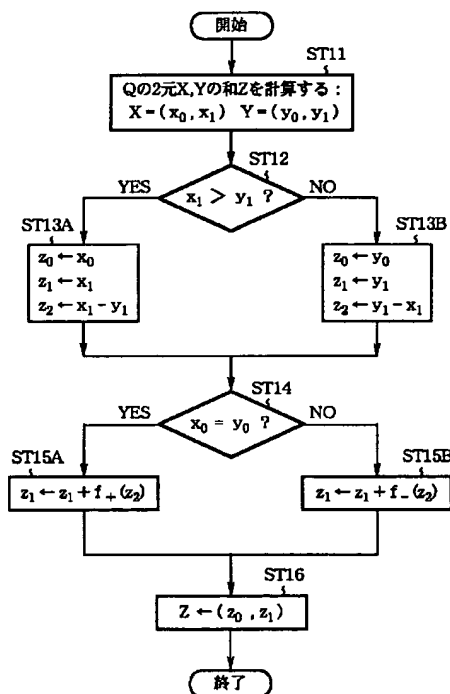 開始
ST11
Qの2元X,Yの和Zを計算する：
X=(x₀,x₁) Y=(y₀,y₁)
ST12
YES
x₁ > y₁ ?
NO
ST13A
z₀ ← x₀
z₁ ← x₁
z₂ ← x₁ - y₁
ST13B
z₀ ← y₀
z₁ ← y₁
z₂ ← y₁ - x₁
ST14
YES
x₀ = y₀ ?
NO
ST15A
z₁ ← z₁ + f₊(z₂)
ST15B
z₁ ← z₁ + f₋(z₂)
ST16
Z ← (z₀,z₁)
終了